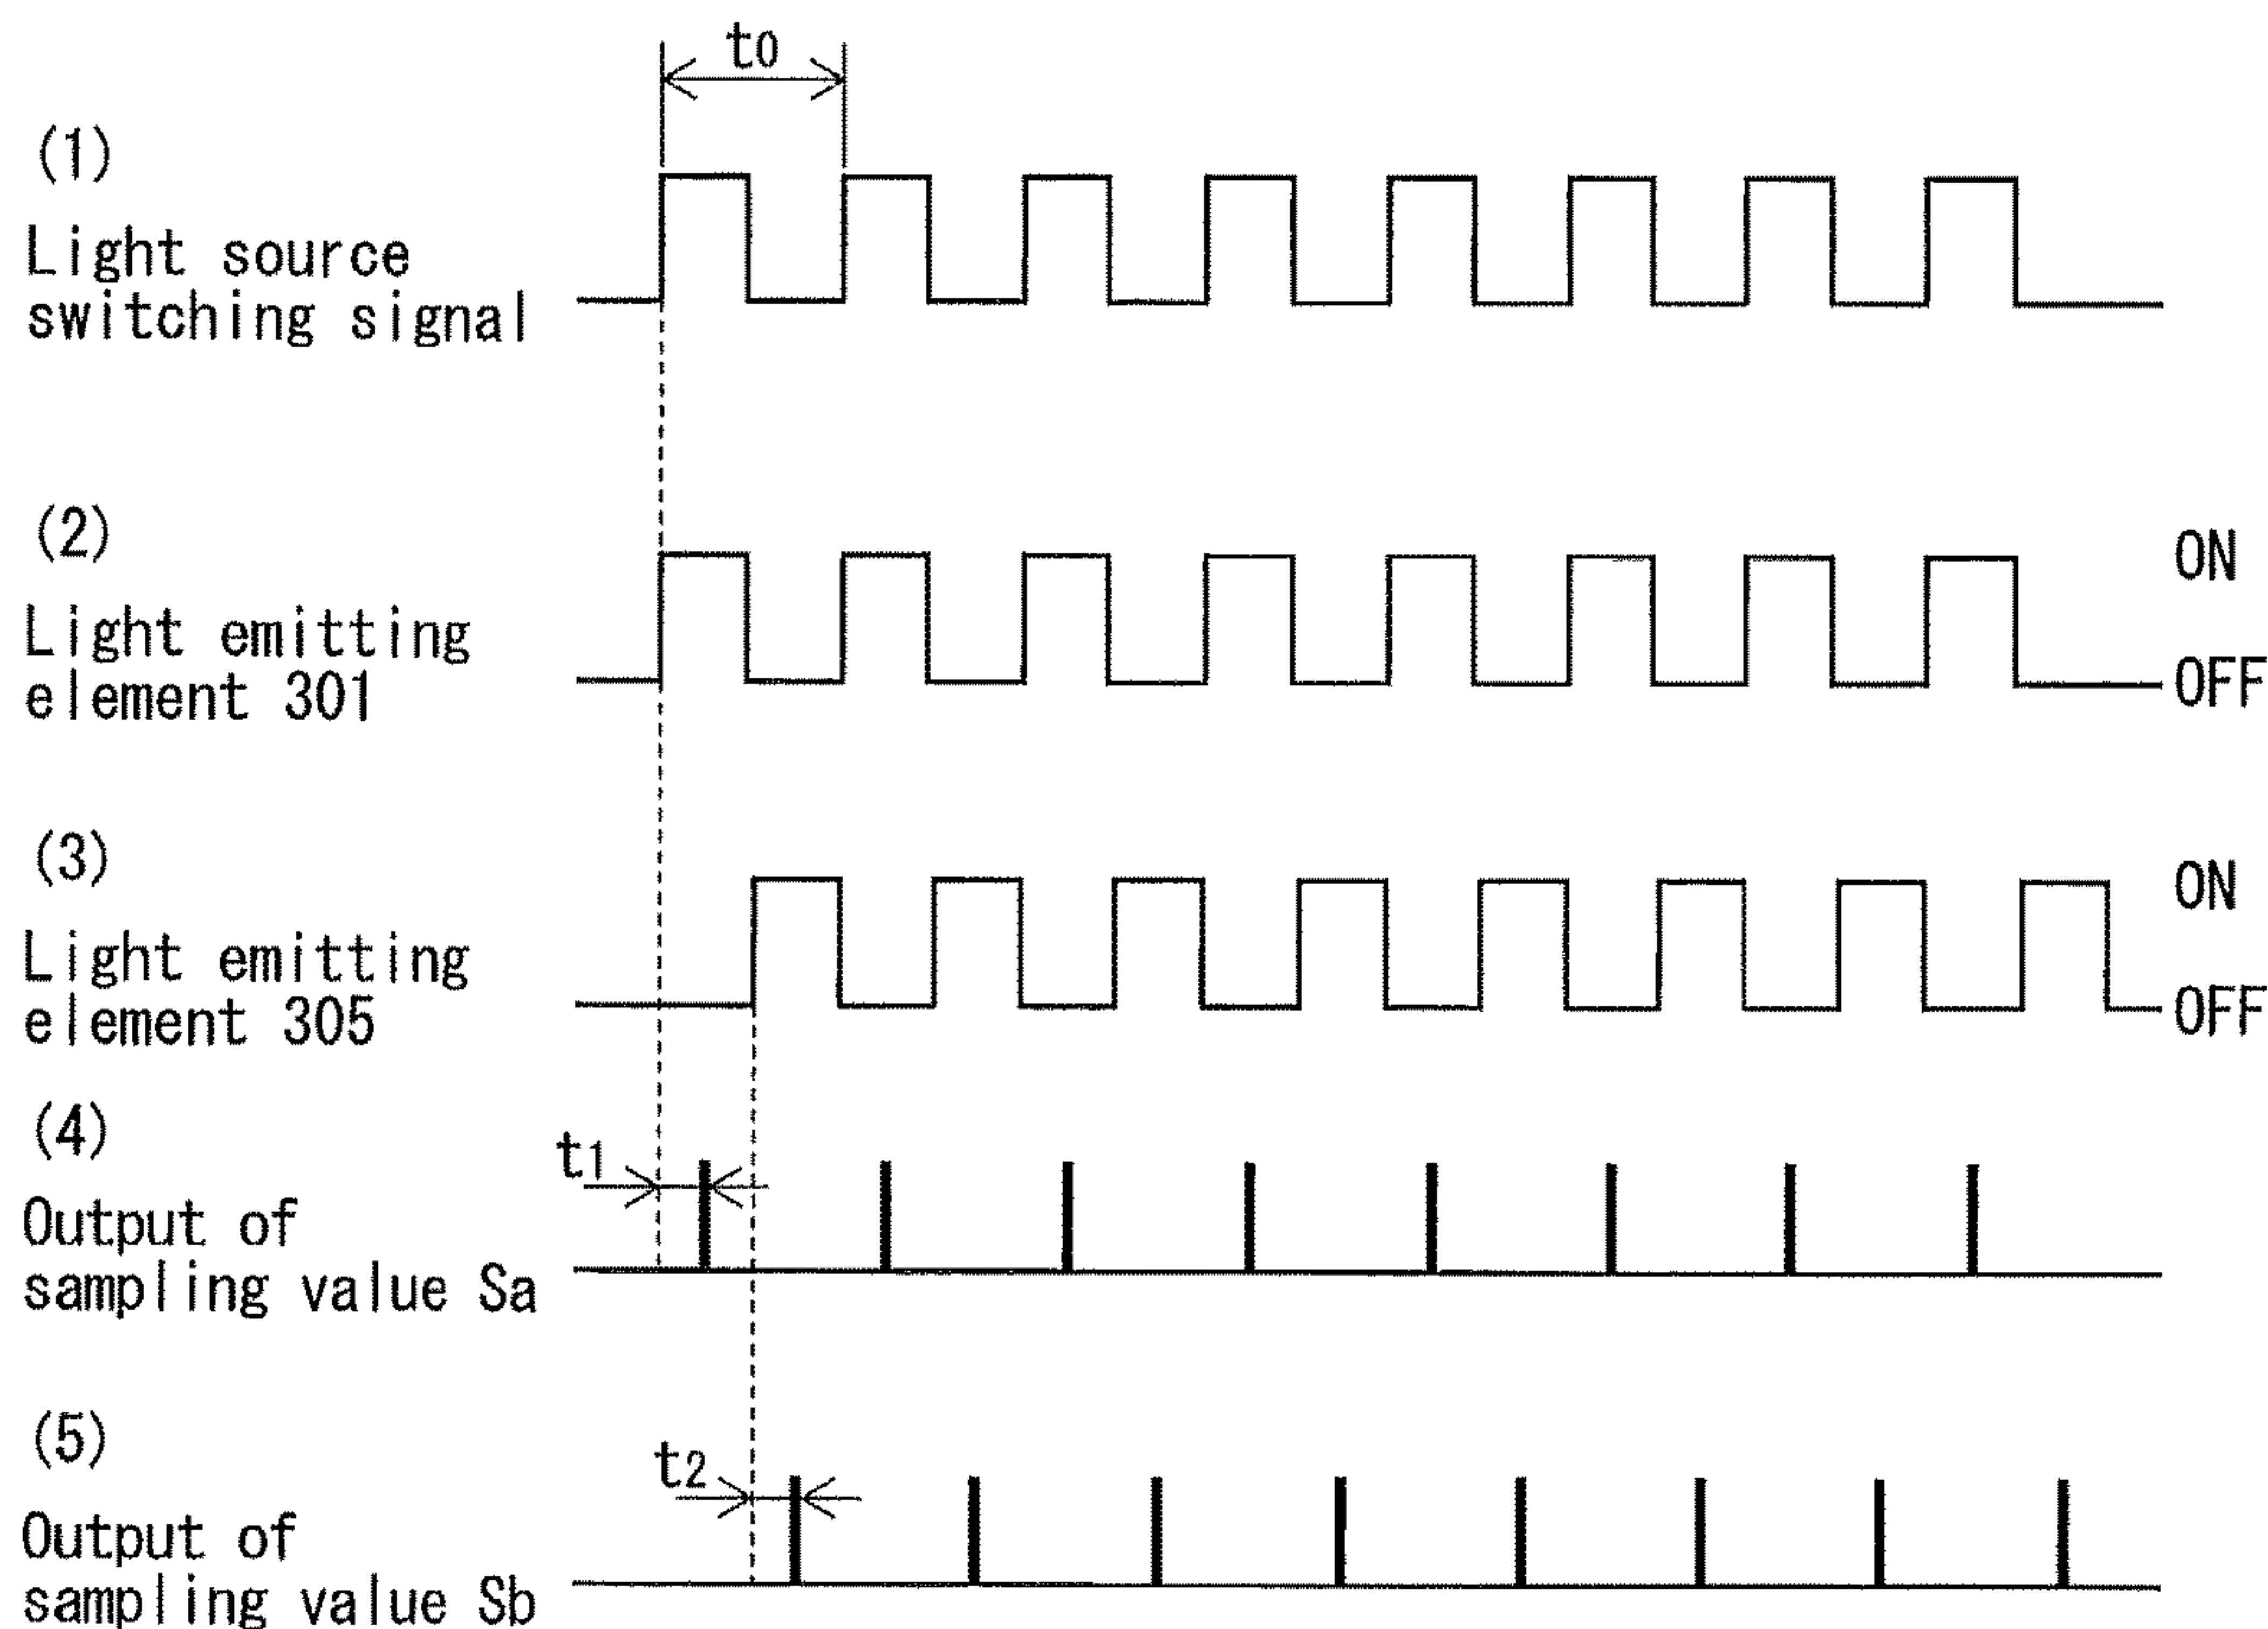 t0
(1)
Light source
switching signal
(2)
Light emitting
element 301
ON
OFF
(3)
Light emitting
element 305
ON
OFF
(4)
t1
Output of
sampling value Sa
(5)
t2
Output of
sampling value Sb